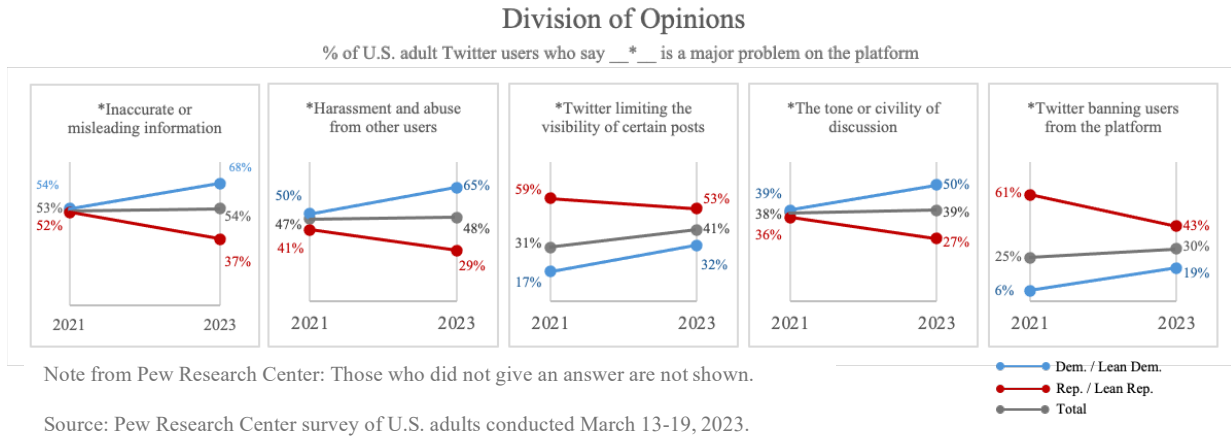 Division of Opinions
% of U.S. adult Twitter users who say __*__ is a major problem on the platform
*Inaccurate or
misleading information
54%
53%
52%
68%
54%
37%
2021
2023
*Harassment and abuse
from other users
50%
47%
41%
65%
48%
29%
2021
2023
*Twitter limiting the
visibility of certain posts
59%
31%
17%
53%
41%
32%
2021
2023
*The tone or civility of
discussion
39%
38%
36%
50%
39%
27%
2021
2023
*Twitter banning users
from the platform
61%
25%
6%
43%
30%
19%
2021
2023
Dem. / Lean Dem.
Rep. / Lean Rep.
Total
Note from Pew Research Center: Those who did not give an answer are not shown.
Source: Pew Research Center survey of U.S. adults conducted March 13-19, 2023.